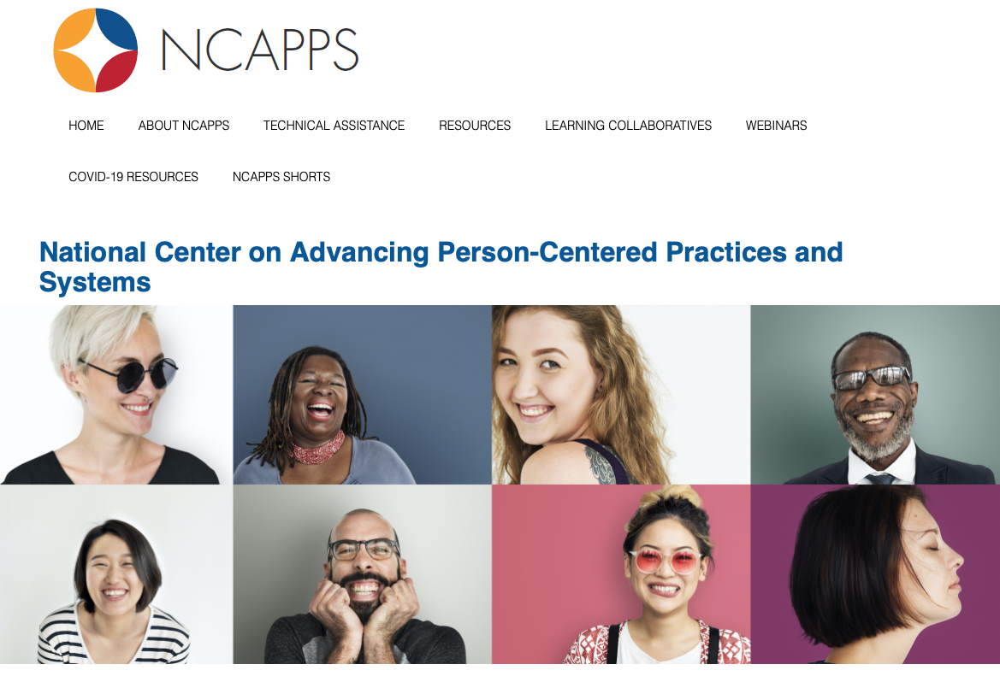 NCAPPS
HOME ABOUT NCAPPS TECHNICAL ASSISTANCE RESOURCES LEARNING COLLABORATIVES WEBINARS
COVID-19 RESOURCES NCAPPS SHORTS
National Center on Advancing Person-Centered Practices and
Systems